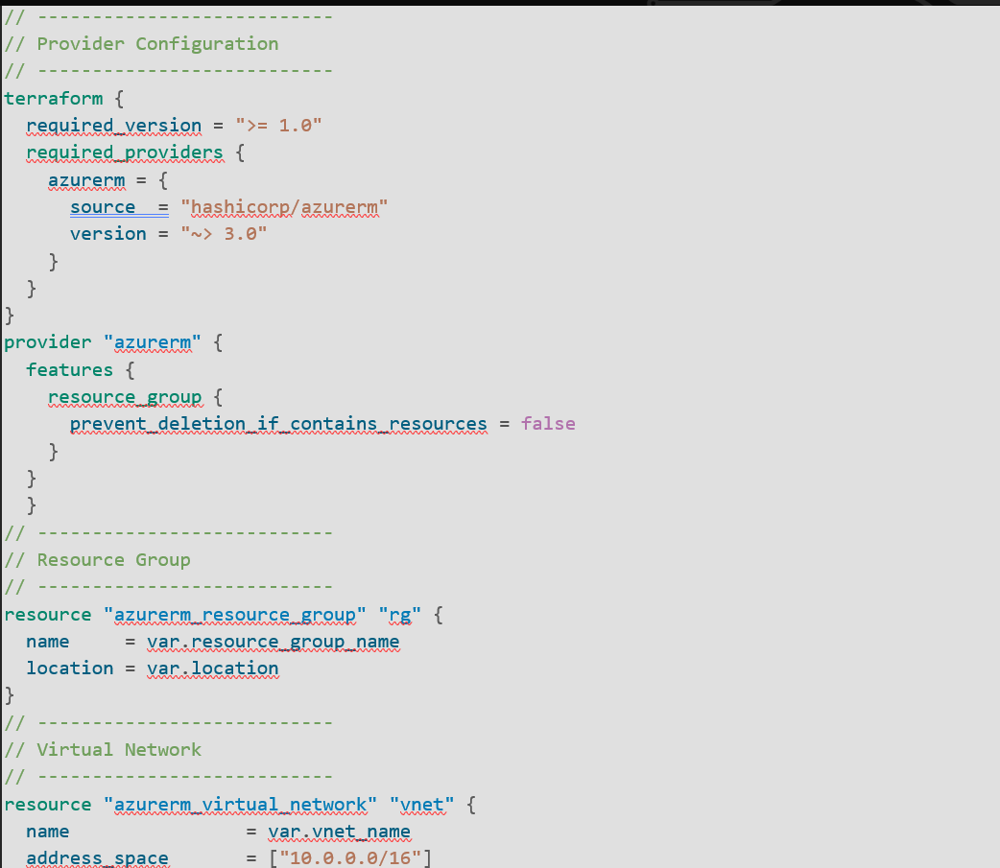 // ---------------------------
// Provider Configuration
// ---------------------------
terraform {
  required_version = ">= 1.0"
  required_providers {
    azurerm = {
      source  = "hashicorp/azurerm"
      version = "~> 3.0"
    }
  }
}
provider "azurerm" {
  features {
    resource_group {
      prevent_deletion_if_contains_resources = false
    }
  }
  }
// ---------------------------
// Resource Group
// ---------------------------
resource "azurerm_resource_group" "rg" {
  name     = var.resource_group_name
  location = var.location
}
// ---------------------------
// Virtual Network
// ---------------------------
resource "azurerm_virtual_network" "vnet" {
  name                = var.vnet_name
  address_space       = ["10.0.0.0/16"]